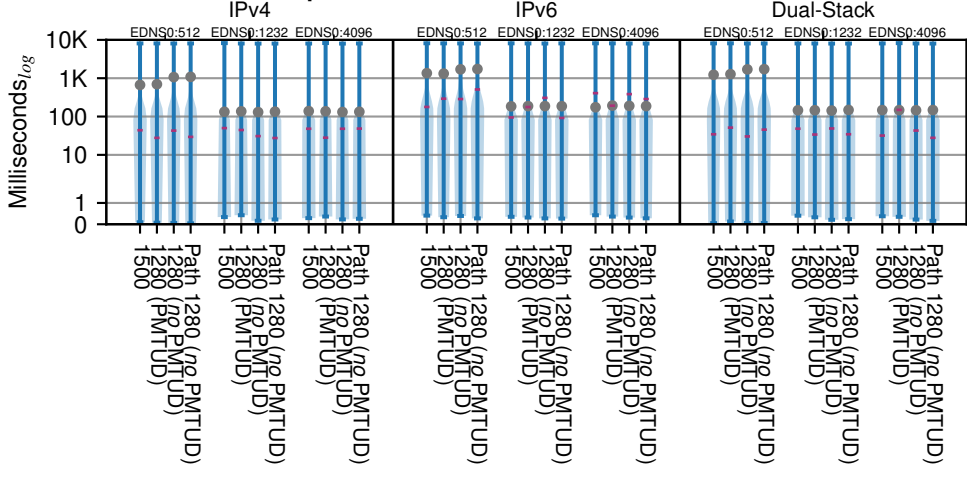 IPv4
IPv6
Dual-Stack
EDNS0:512
EDNS0:1232
EDNS0:4096
EDNS0:512
EDNS0:1232
EDNS0:4096
EDNS0:512
EDNS0:1232
EDNS0:4096
Milliseconds log
10K
1K
100
10
1
0
1500
1280 (PMTUD)
1280 (no PMTUD)
Path 1280 (no PMTUD)
1500
1280 (PMTUD)
1280 (no PMTUD)
Path 1280 (no PMTUD)
1500
1280 (PMTUD)
1280 (no PMTUD)
Path 1280 (no PMTUD)
1500
1280 (PMTUD)
1280 (no PMTUD)
Path 1280 (no PMTUD)
1500
1280 (PMTUD)
1280 (no PMTUD)
Path 1280 (no PMTUD)
1500
1280 (PMTUD)
1280 (no PMTUD)
Path 1280 (no PMTUD)
1500
1280 (PMTUD)
1280 (no PMTUD)
Path 1280 (no PMTUD)
1500
1280 (PMTUD)
1280 (no PMTUD)
Path 1280 (no PMTUD)
1500
1280 (PMTUD)
1280 (no PMTUD)
Path 1280 (no PMTUD)